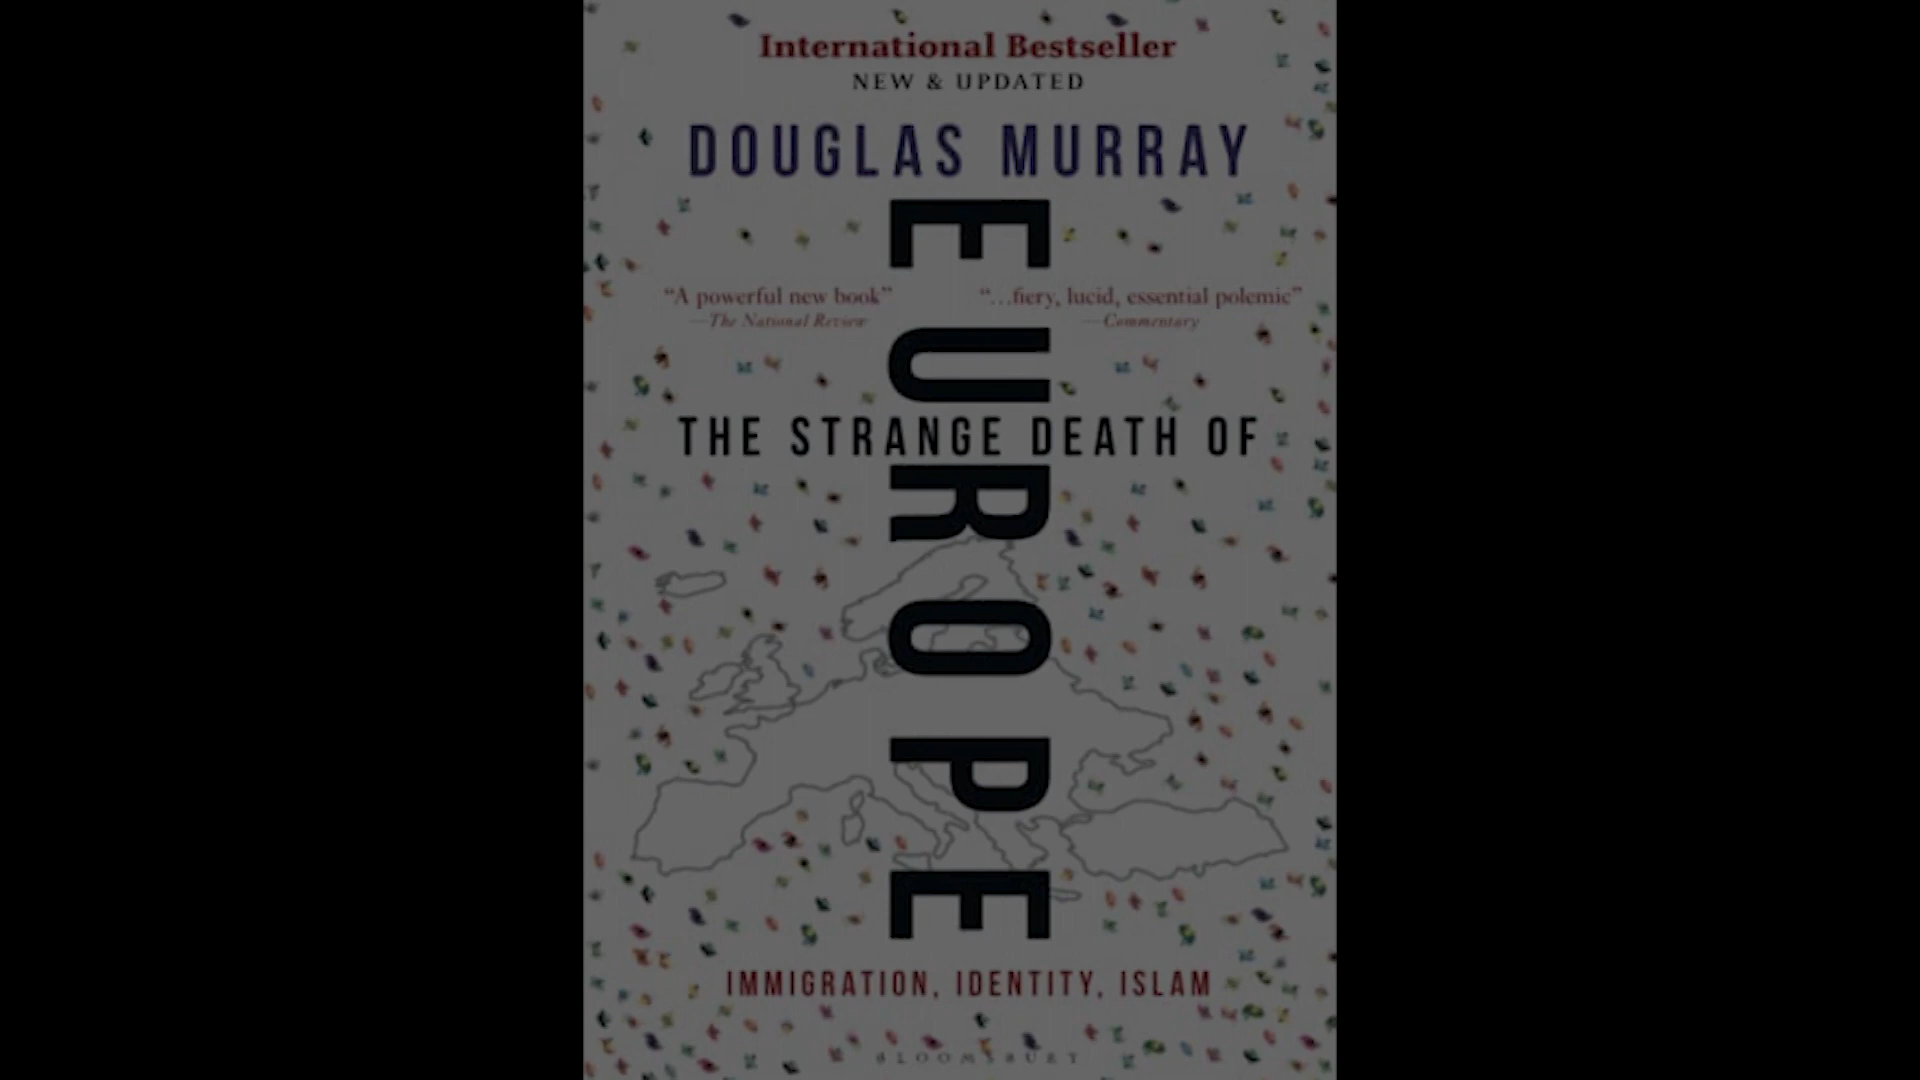 International Bestseller
NEW & UPDATED
DOUGLAS MURRAY
"A powerful new book"
—The National Review
"…fiery, lucid, essential polemic"
—Commentary
THE STRANGE DEATH OF
EUROPE
IMMIGRATION, IDENTITY, ISLAM
BLOOMSBURY